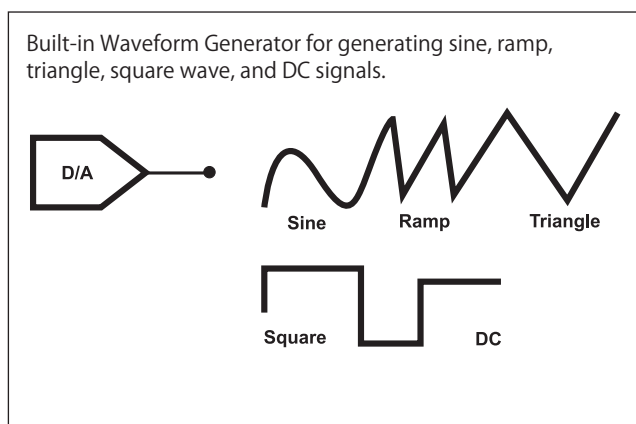 Built-in Waveform Generator for generating sine, ramp,
triangle, square wave, and DC signals.
D/A
Sine
Ramp
Triangle
Square
DC